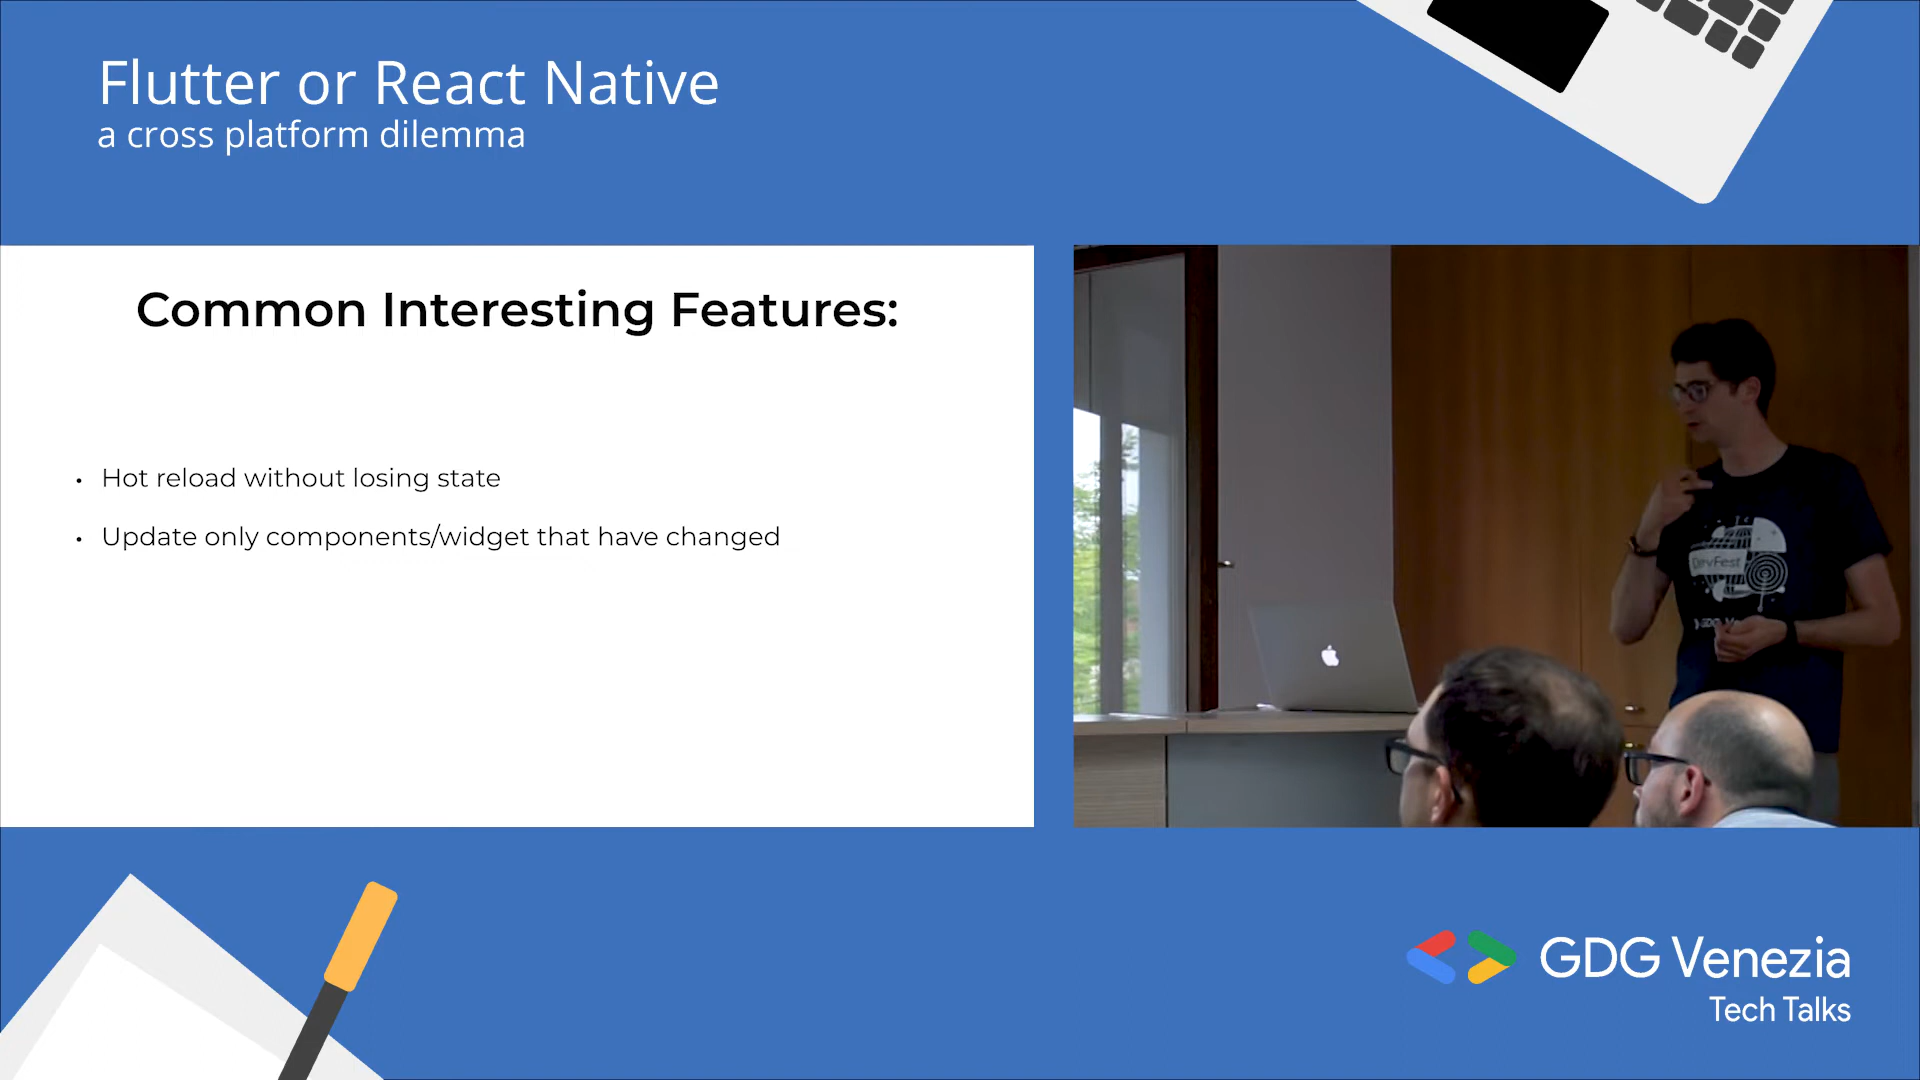 Flutter or React Native
a cross platform dilemma
Common Interesting Features:
• Hot reload without losing state
• Update only components/widget that have changed
DevFest
GDG Venezia
Tech Talks